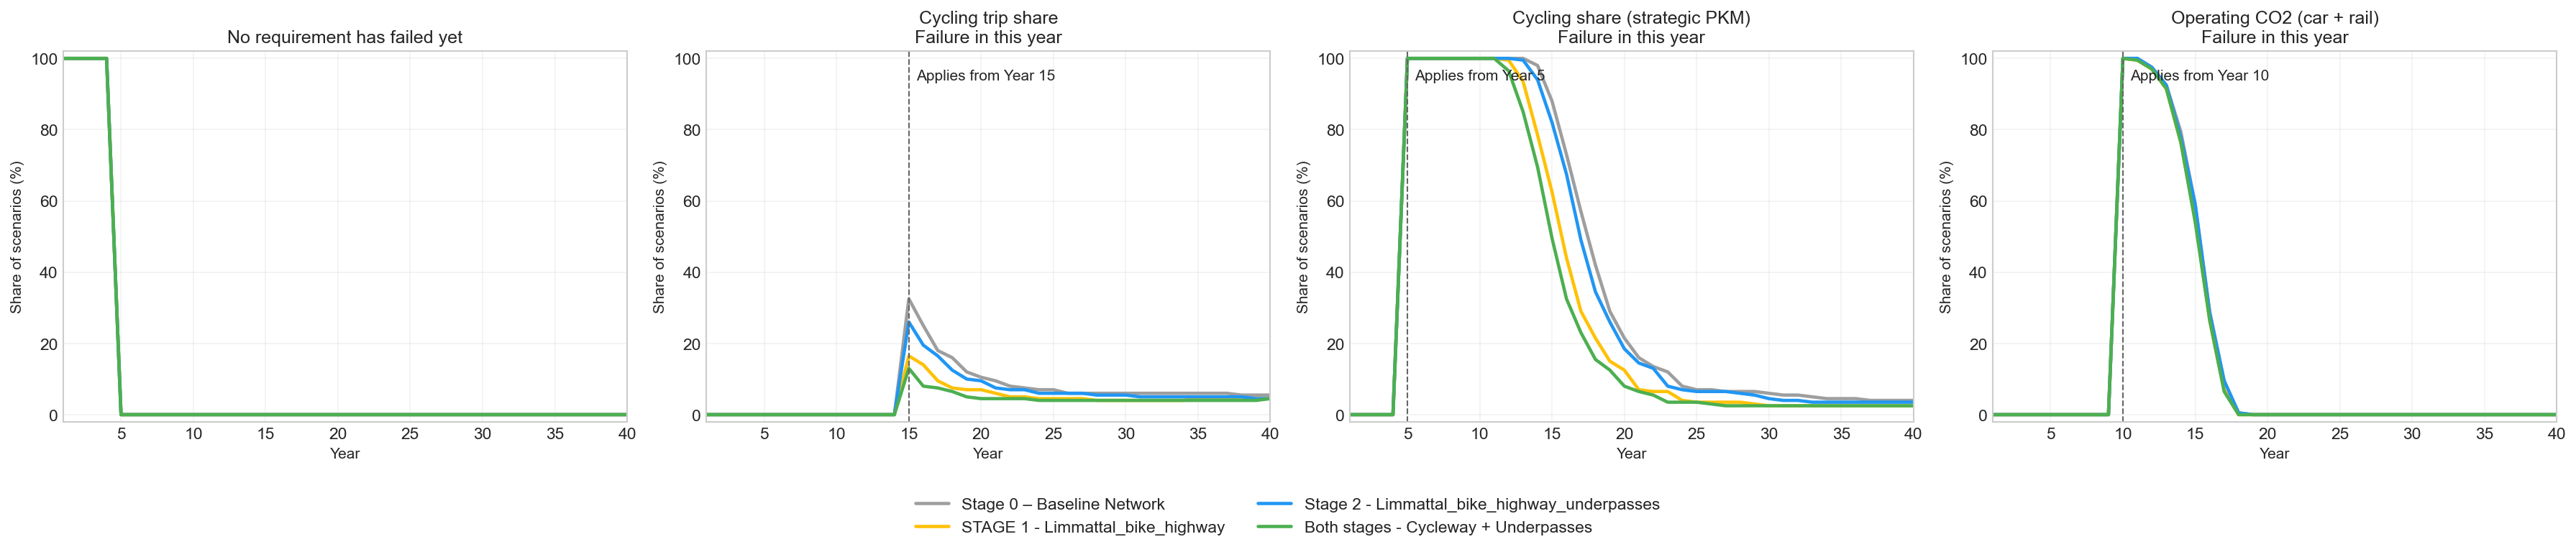 No requirement has failed yet
Share of scenarios (%)
100
80
60
40
20
0
5 10 15 20 25 30 35 40
Year
Cycling trip share
Failure in this year
Applies from Year 15
Share of scenarios (%)
100
80
60
40
20
0
5 10 15 20 25 30 35 40
Year
Cycling share (strategic PKM)
Failure in this year
Applies from Year 5
Share of scenarios (%)
100
80
60
40
20
0
5 10 15 20 25 30 35 40
Year
Operating CO2 (car + rail)
Failure in this year
Applies from Year 10
Share of scenarios (%)
100
80
60
40
20
0
5 10 15 20 25 30 35 40
Year
Stage 0 – Baseline Network
STAGE 1 - Limmattal_bike_highway
Stage 2 - Limmattal_bike_highway_underpasses
Both stages - Cycleway + Underpasses